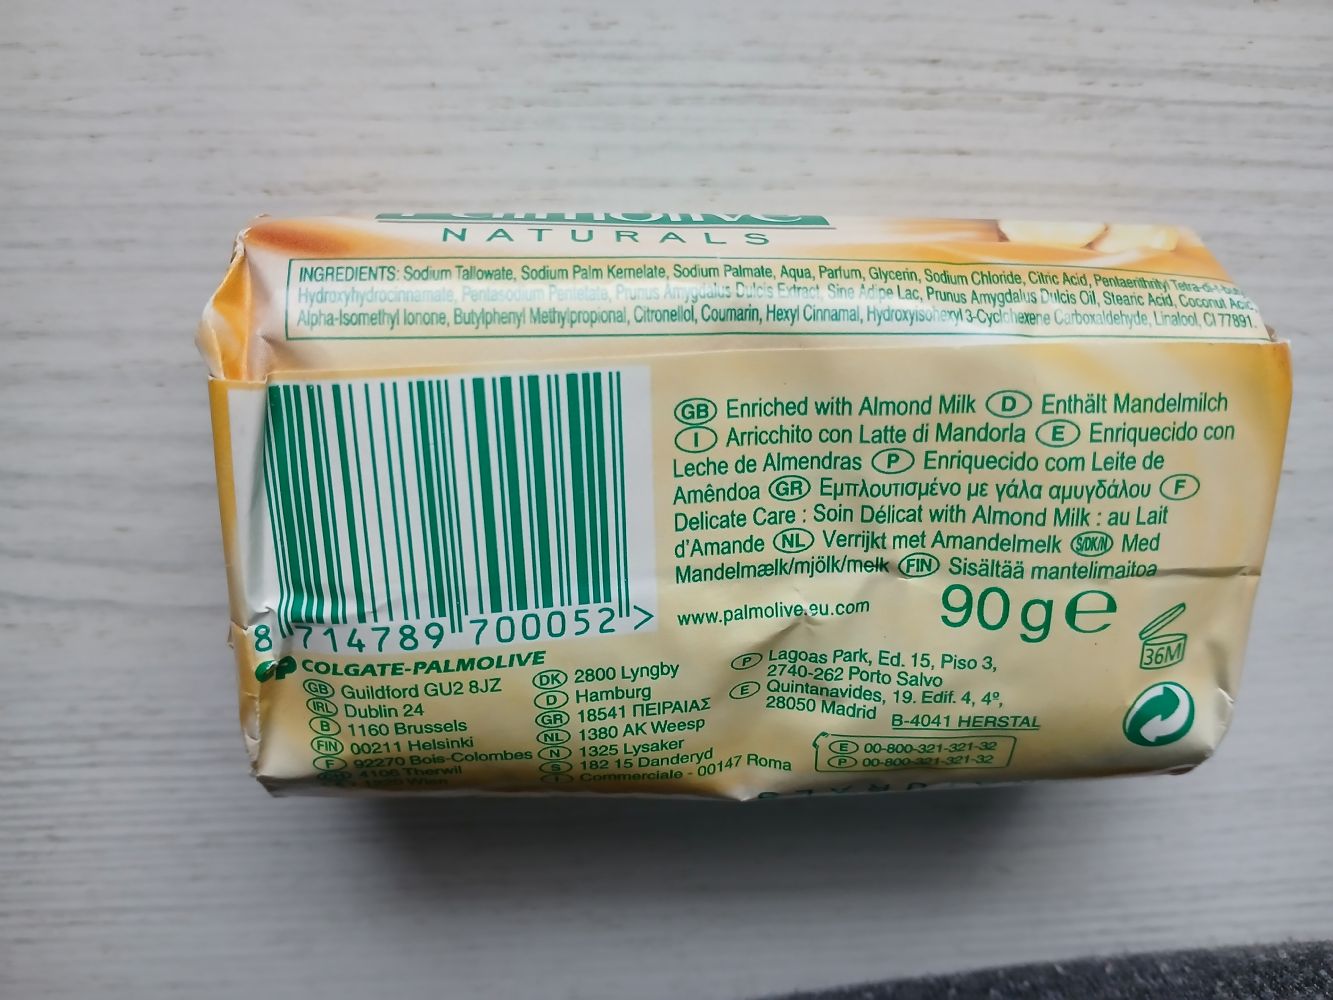 Palmolive
NATURALS
INGREDIENTS: Sodium Tallowate, Sodium Palm Kernelate, Sodium Palmate, Aqua, Parfum, Glycerin, Sodium Chloride, Citric Acid, Pentaerithrityl Tetra-di-t-butyl
Hydroxyhydrocinnamate, Pentasodium Pentetate, Prunus Amygdalus Dulcis Extract, Sine Adipe Lac, Prunus Amygdalus Dulcis Oil, Stearic Acid, Coconut Acid,
Alpha-Isomethyl Ionone, Butylphenyl Methylpropional, Citronellol, Coumarin, Hexyl Cinnamal, Hydroxyisohexyl 3-Cyclohexene Carboxaldehyde, Linalool, CI 77891.
GB Enriched with Almond Milk D Enthält Mandelmilch
I Arricchito con Latte di Mandorla E Enriquecido con
Leche de Almendras P Enriquecido com Leite de
Amêndoa GR Εμπλουτισμένο με γάλα αμυγδάλου F
Delicate Care : Soin Délicat with Almond Milk : au Lait
d'Amande NL Verrijkt met Amandelmelk S/DK/N Med
Mandelmælk/mjölk/melk FIN Sisältää mantelimaitoa
www.palmolive.eu.com
90 g e
36M
8 714789 700052 >
CP COLGATE-PALMOLIVE
GB Guildford GU2 8JZ
IRL Dublin 24
B 1160 Brussels
FIN 00211 Helsinki
F 92270 Bois-Colombes
4106 Therwil
Wien
DK 2800 Lyngby
D Hamburg
GR 18541 ΠΕΙΡΑΙΑΣ
NL 1380 AK Weesp
N 1325 Lysaker
S 182 15 Danderyd
I Commerciale - 00147 Roma
P Lagoas Park, Ed. 15, Piso 3,
2740-262 Porto Salvo
E Quintanavides, 19. Edif. 4, 4º,
28050 Madrid
B-4041 HERSTAL
E 00-800-321-321-32
P 00-800-321-321-32